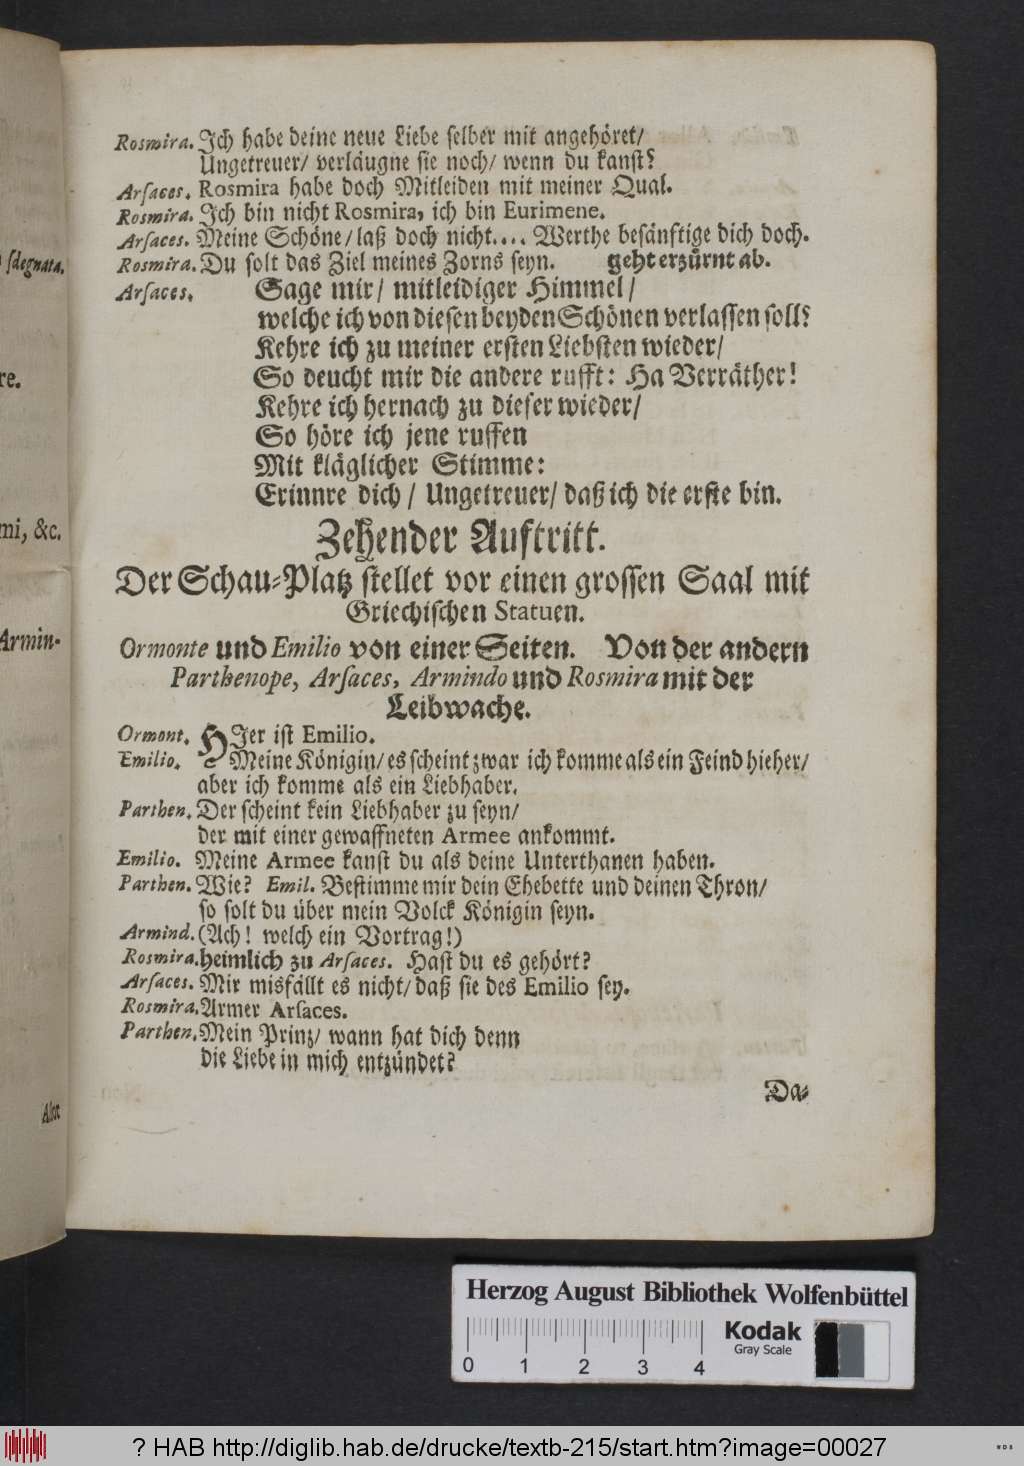 Rosmira. Ich habe deine neue Liebe selber mit angehöret/
Ungetreuer/ verläugne sie noch/ wenn du kanst?
Arſaces. Rosmira habe doch Mitleiden mit meiner Qual.
Rosmira. Ich bin nicht Rosmira, ich bin Eurimene.
Arſaces. Meine Schöne/ laß doch nicht.... Werthe besänftige dich doch.
Rosmira. Du solt das Ziel meines Zorns seyn. geht erzürnt ab.
Arſaces. Sage mir/ mitleidiger Himmel/
welche ich von diesen beyden Schönen verlassen soll?
Kehre ich zu meiner ersten Liebsten wieder/
So deucht mir die andere rufft: Ha Verräther!
Kehre ich hernach zu dieser wieder/
So höre ich jene ruffen
Mit kläglicher Stimme:
Erinnre dich/ Ungetreuer/ daß ich die erste bin.
Zehender Auftritt.
Der Schau-Platz stellet vor einen grossen Saal mit
Griechischen Statuen.
Ormonte und Emilio von einer Seiten. Von der andern
Parthenope, Arſaces, Armindo und Rosmira mit der
Leibwache.
Ormont. HIer ist Emilio.
Emilio. Meine Königin/ es scheint zwar ich komme als ein Feind hieher/
aber ich komme als ein Liebhaber.
Parthen. Der scheint kein Liebhaber zu seyn/
der mit einer gewaffneten Armee ankommt.
Emilio. Meine Armee kanst du als deine Unterthanen haben.
Parthen. Wie? Emil. Bestimme mir dein Ehebette und deinen Thron/
so solt du über mein Volck Königin seyn.
Armind. (Ach! welch ein Vortrag!)
Rosmira. heimlich zu Arſaces. Hast du es gehört?
Arſaces. Mir misfällt es nicht/ daß sie des Emilio sey.
Rosmira. Armer Arſaces.
Parthen. Mein Prinz/ wann hat dich denn
die Liebe in mich entzündet?
Da-
ſdegnata.
re.
mi, &c.
Armin-
Herzog August Bibliothek Wolfenbüttel
Kodak
Gray Scale
0 1 2 3 4
? HAB http://diglib.hab.de/drucke/textb-215/start.htm?image=00027